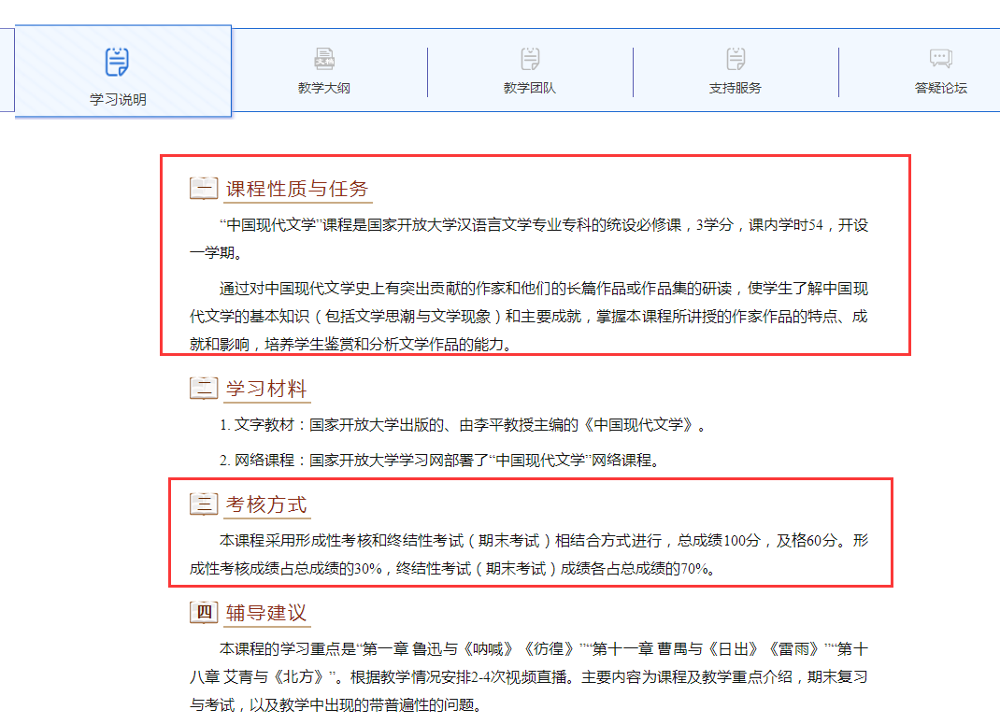 学习说明
文档
教学大纲
教学团队
支持服务
答疑论坛
一 课程性质与任务
“中国现代文学”课程是国家开放大学汉语言文学专业专科的统设必修课，3学分，课内学时54，开设
一学期。
通过对中国现代文学史上有突出贡献的作家和他们的长篇作品或作品集的研读，使学生了解中国现
代文学的基本知识（包括文学思潮与文学现象）和主要成就，掌握本课程所讲授的作家作品的特点、成
就和影响，培养学生鉴赏和分析文学作品的能力。
二 学习材料
1. 文字教材：国家开放大学出版的、由李平教授主编的《中国现代文学》。
2. 网络课程：国家开放大学学习网部署了“中国现代文学”网络课程。
三 考核方式
本课程采用形成性考核和终结性考试（期末考试）相结合方式进行，总成绩100分，及格60分。形
成性考核成绩占总成绩的30%，终结性考试（期末考试）成绩各占总成绩的70%。
四 辅导建议
本课程的学习重点是“第一章 鲁迅与《呐喊》《彷徨》”“第十一章 曹禺与《日出》《雷雨》”“第十
八章 艾青与《北方》”。根据教学情况安排2-4次视频直播。主要内容为课程及教学重点介绍，期末复习
与考试，以及教学中出现的带普遍性的问题。